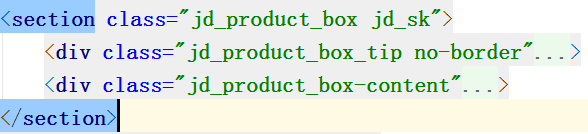 <section class="jd_product_box jd_sk">
<div class="jd_product_box_tip no-border"...>
<div class="jd_product_box-content"...>
</section>